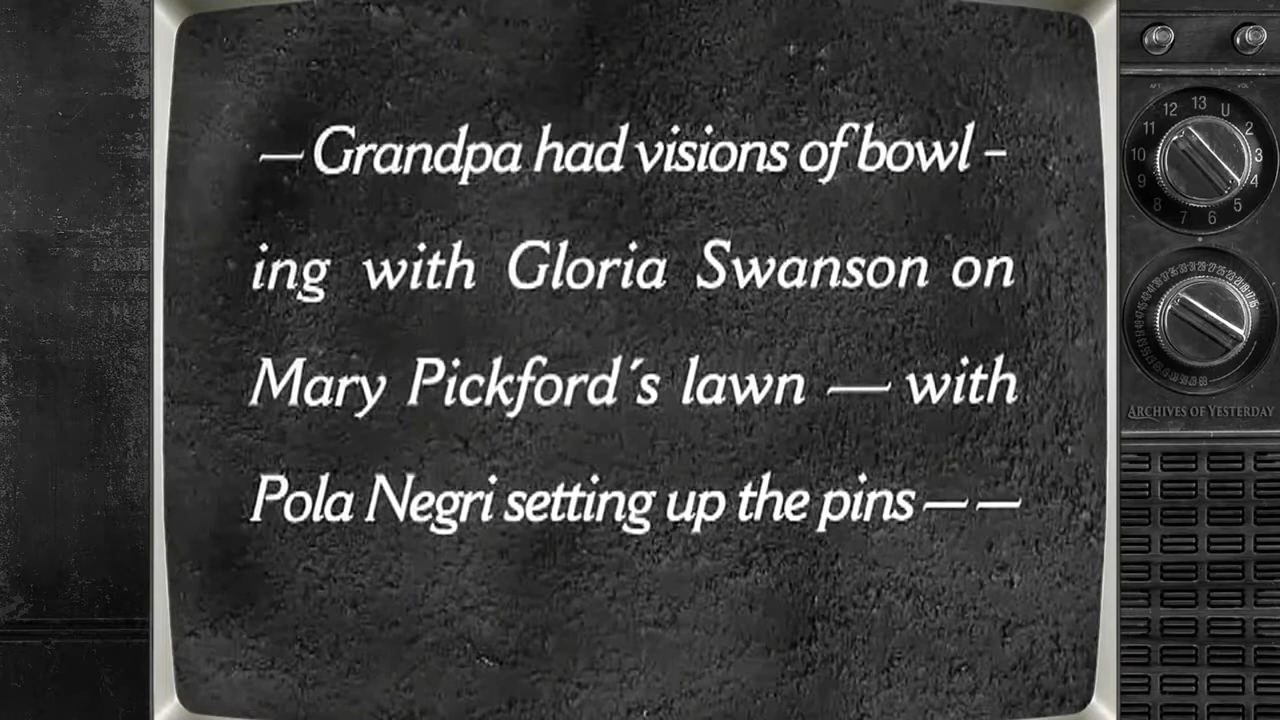 — Grandpa had visions of bowl -
ing with Gloria Swanson on
Mary Pickford´s lawn — with
Pola Negri setting up the pins — —
13
12 U
11 2
10 3
9 4
8 5
7 6
ARCHIVES OF YESTERDAY